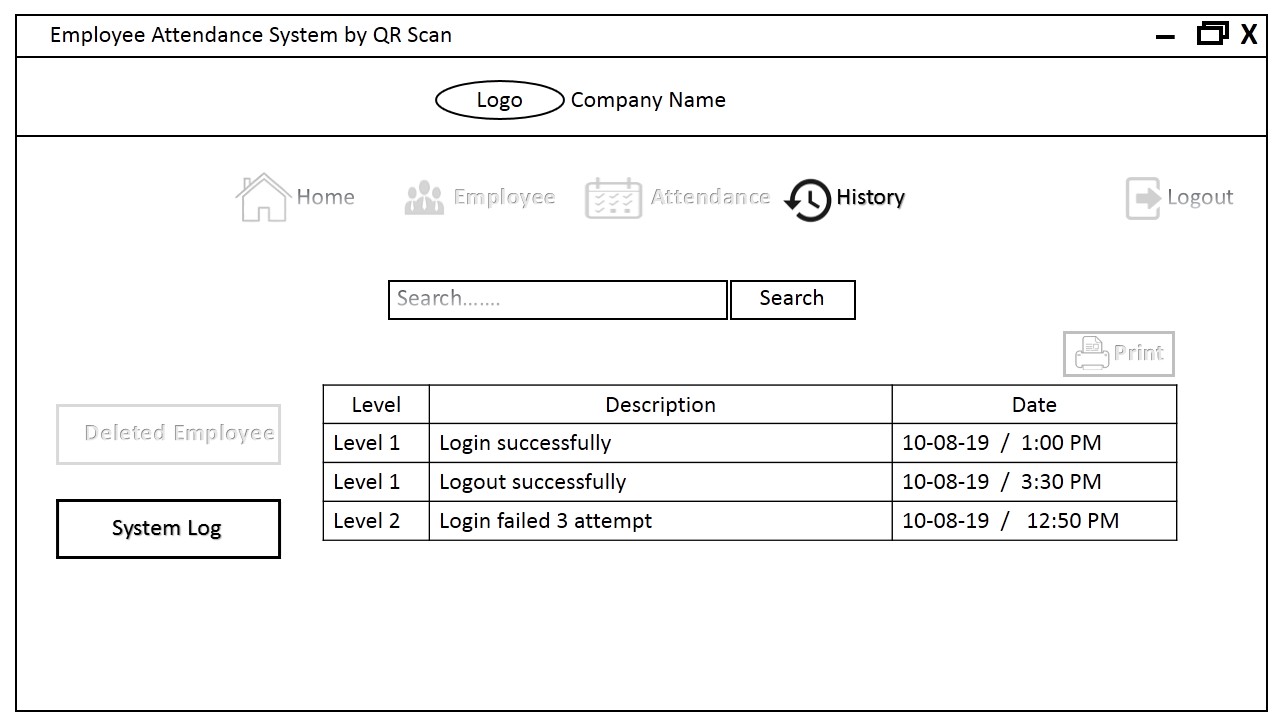 Employee Attendance System by QR Scan X
Logo Company Name
Home Employee Attendance History Logout
Search....... Search
Print
Level Description Date
Level 1 Login successfully 10-08-19 / 1:00 PM
Level 1 Logout successfully 10-08-19 / 3:30 PM
Level 2 Login failed 3 attempt 10-08-19 / 12:50 PM
Deleted Employee
System Log